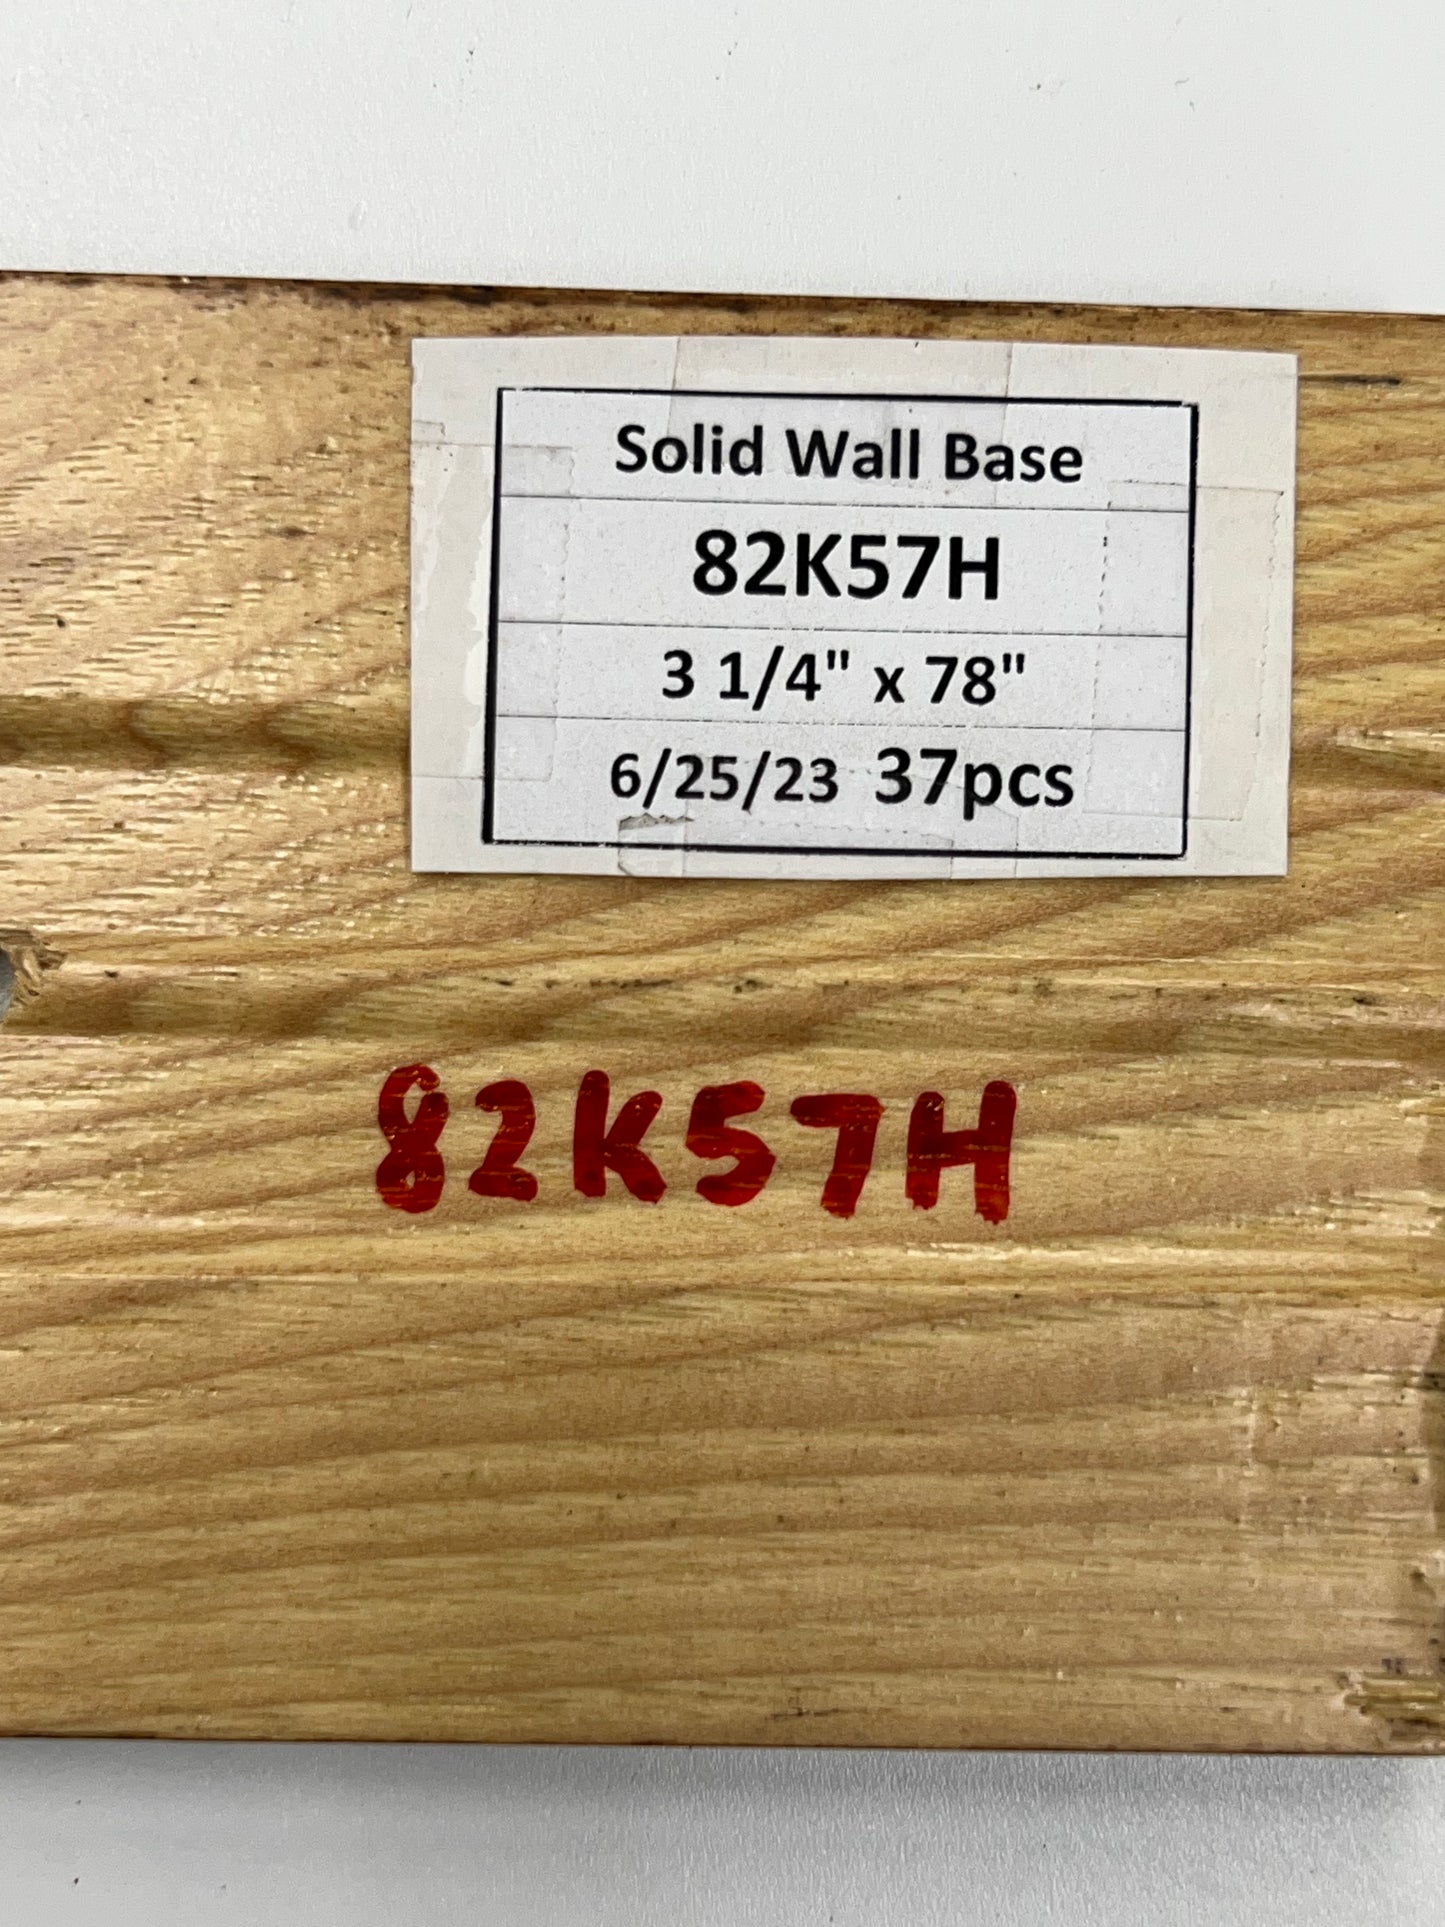 Solid Wall Base
82K57H
3 1/4" x 78"
6/25/23 37pcs
82K57H